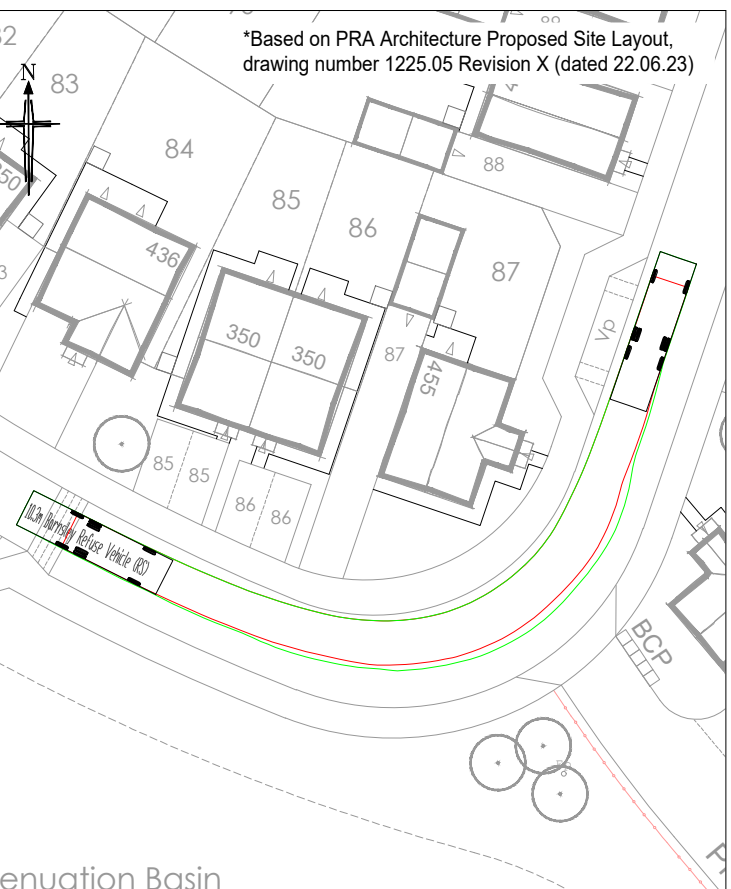 *Based on PRA Architecture Proposed Site Layout,
drawing number 1225.05 Revision X (dated 22.06.23)
N
83
84
85
86
87
88
436
350
350
87
455
Vp
85
85
86
86
10.3m Barnsley Refuse Vehicle (RS)
BCP
enuation Basin